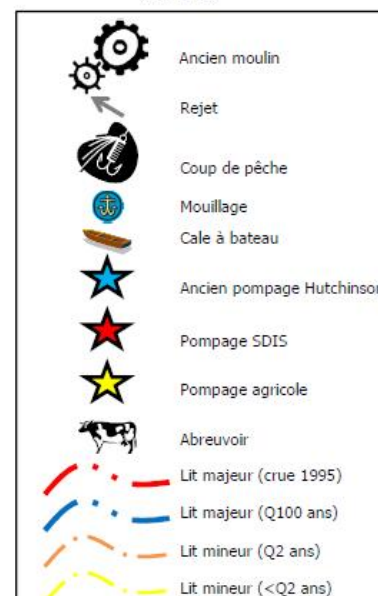 Ancien moulin
Rejet
Coup de pêche
Mouillage
Cale à bateau
Ancien pompage Hutchinson
Pompage SDIS
Pompage agricole
Abreuvoir
Lit majeur (crue 1995)
Lit majeur (Q100 ans)
Lit mineur (Q2 ans)
Lit mineur (<Q2 ans)